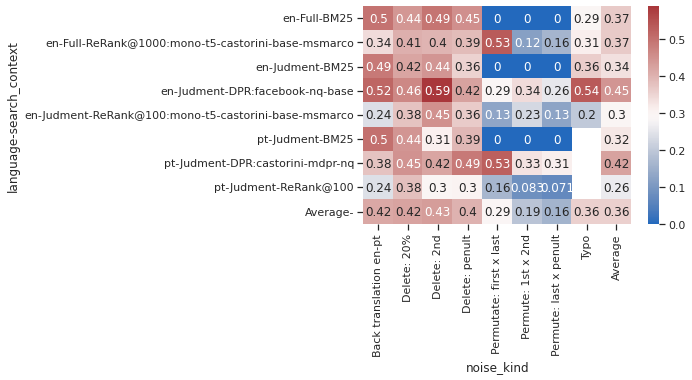 language-search_context
en-Full-BM25 0.5 0.44 0.49 0.45 0 0 0 0.29 0.37
en-Full-ReRank@1000:mono-t5-castorini-base-msmarco 0.34 0.41 0.4 0.39 0.53 0.12 0.16 0.31 0.37
en-Judment-BM25 0.49 0.42 0.44 0.36 0 0 0 0.36 0.34
en-Judment-DPR:facebook-nq-base 0.52 0.46 0.59 0.42 0.29 0.34 0.26 0.54 0.45
en-Judment-ReRank@100:mono-t5-castorini-base-msmarco 0.24 0.38 0.45 0.36 0.13 0.23 0.13 0.2 0.3
pt-Judment-BM25 0.5 0.44 0.31 0.39 0 0 0 0.32
pt-Judment-DPR:castorini-mdpr-nq 0.38 0.45 0.42 0.49 0.53 0.33 0.31 0.42
pt-Judment-ReRank@100 0.24 0.38 0.3 0.3 0.16 0.083 0.071 0.26
Average- 0.42 0.42 0.43 0.4 0.29 0.19 0.16 0.36 0.36
Back translation en-pt
Delete: 20%
Delete: 2nd
Delete: penult
Permutate: first x last
Permute: 1st x 2nd
Permute: last x penult
Typo
Average
noise_kind
0.5
0.4
0.3
0.2
0.1
0.0